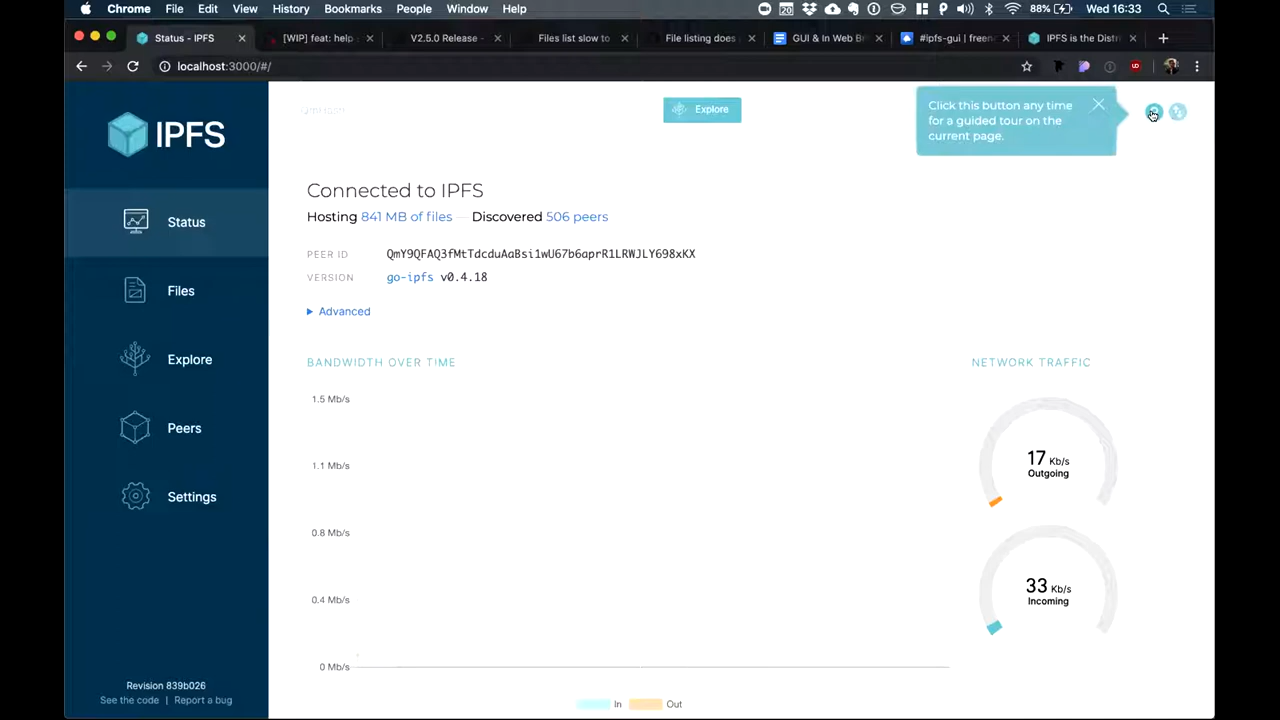 Chrome File Edit View History Bookmarks People Window Help 20 88% Wed 16:33
Status - IPFS [WIP] feat: help V2.5.0 Release - Files list slow to File listing does GUI & In Web Br #ipfs-gui | freen IPFS is the Distr
localhost:3000/#/
IPFS
Status
Files
Explore
Peers
Settings
Revision 839b026
See the code | Report a bug
Explore
Click this button any time
for a guided tour on the
current page.
Connected to IPFS
Hosting 841 MB of files — Discovered 506 peers
PEER ID QmY9QFAQ3fMtTdcduAaBsi1wU67b6aprR1LRWJLY698xKX
VERSION go-ipfs v0.4.18
Advanced
BANDWIDTH OVER TIME
1.5 Mb/s
1.1 Mb/s
0.8 Mb/s
0.4 Mb/s
0 Mb/s
In Out
NETWORK TRAFFIC
17 Kb/s
Outgoing
33 Kb/s
Incoming